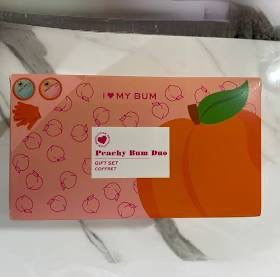 I ♥ MY BUM
Peachy Bum Duo
GIFT SET
COFFRET